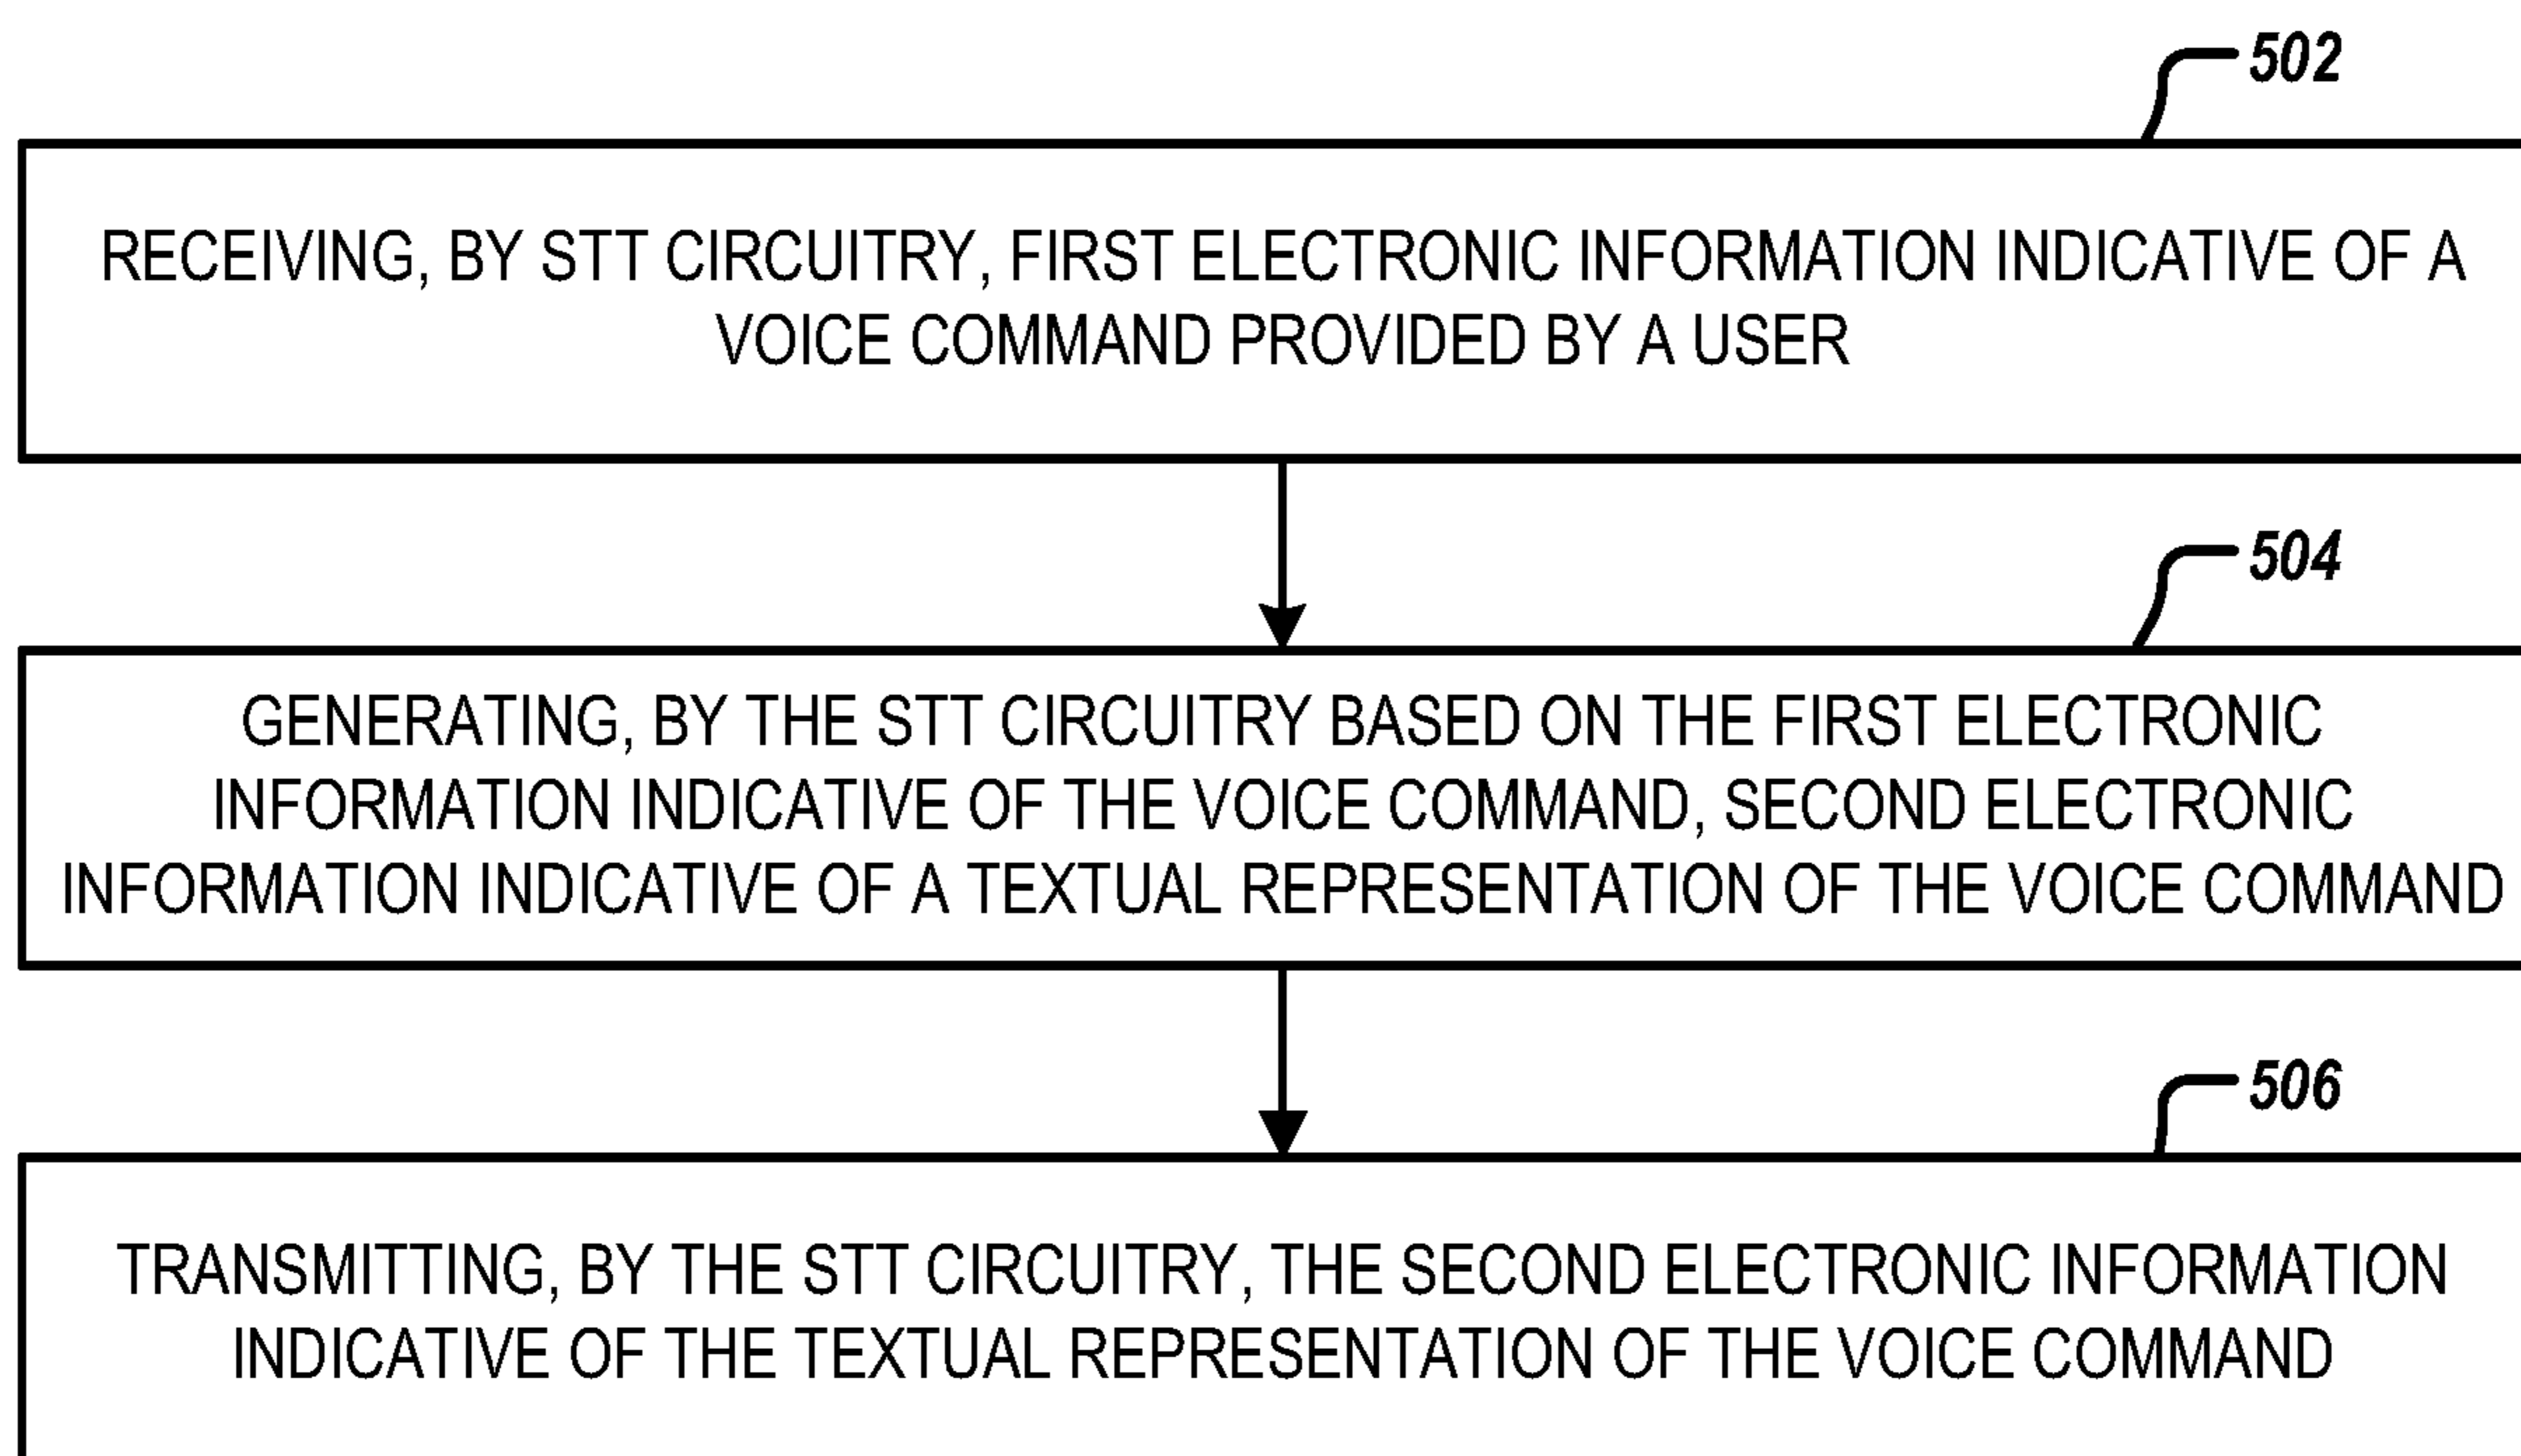 502
RECEIVING, BY STT CIRCUITRY, FIRST ELECTRONIC INFORMATION INDICATIVE OF A
VOICE COMMAND PROVIDED BY A USER
504
GENERATING, BY THE STT CIRCUITRY BASED ON THE FIRST ELECTRONIC
INFORMATION INDICATIVE OF THE VOICE COMMAND, SECOND ELECTRONIC
INFORMATION INDICATIVE OF A TEXTUAL REPRESENTATION OF THE VOICE COMMAND
506
TRANSMITTING, BY THE STT CIRCUITRY, THE SECOND ELECTRONIC INFORMATION
INDICATIVE OF THE TEXTUAL REPRESENTATION OF THE VOICE COMMAND